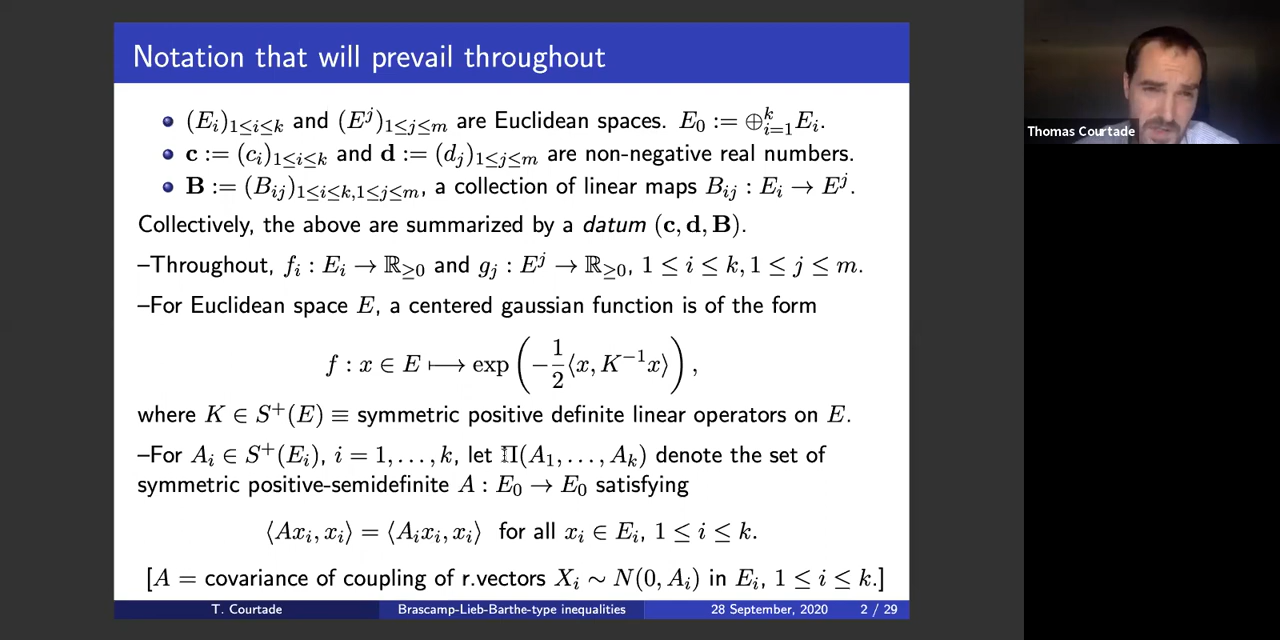 Notation that will prevail throughout
• (E_i)_{1≤i≤k} and (E^j)_{1≤j≤m} are Euclidean spaces. E_0 := ⊕_{i=1}^k E_i.
• c := (c_i)_{1≤i≤k} and d := (d_j)_{1≤j≤m} are non-negative real numbers.
• B := (B_{ij})_{1≤i≤k,1≤j≤m}, a collection of linear maps B_{ij} : E_i → E^j.
Collectively, the above are summarized by a datum (c, d, B).
–Throughout, f_i : E_i → ℝ_{≥0} and g_j : E^j → ℝ_{≥0}, 1 ≤ i ≤ k, 1 ≤ j ≤ m.
–For Euclidean space E, a centered gaussian function is of the form
f : x ∈ E ⟼ exp(−1/2⟨x, K^{−1}x⟩),
where K ∈ S^+(E) ≡ symmetric positive definite linear operators on E.
–For A_i ∈ S^+(E_i), i = 1, . . . , k, let Π(A_1, . . . , A_k) denote the set of
symmetric positive-semidefinite A : E_0 → E_0 satisfying
⟨Ax_i, x_i⟩ = ⟨A_i x_i, x_i⟩ for all x_i ∈ E_i, 1 ≤ i ≤ k.
[A = covariance of coupling of r.vectors X_i ∼ N(0, A_i) in E_i, 1 ≤ i ≤ k.]
T. Courtade Brascamp-Lieb-Barthe-type inequalities 28 September, 2020 2 / 29
Thomas Courtade